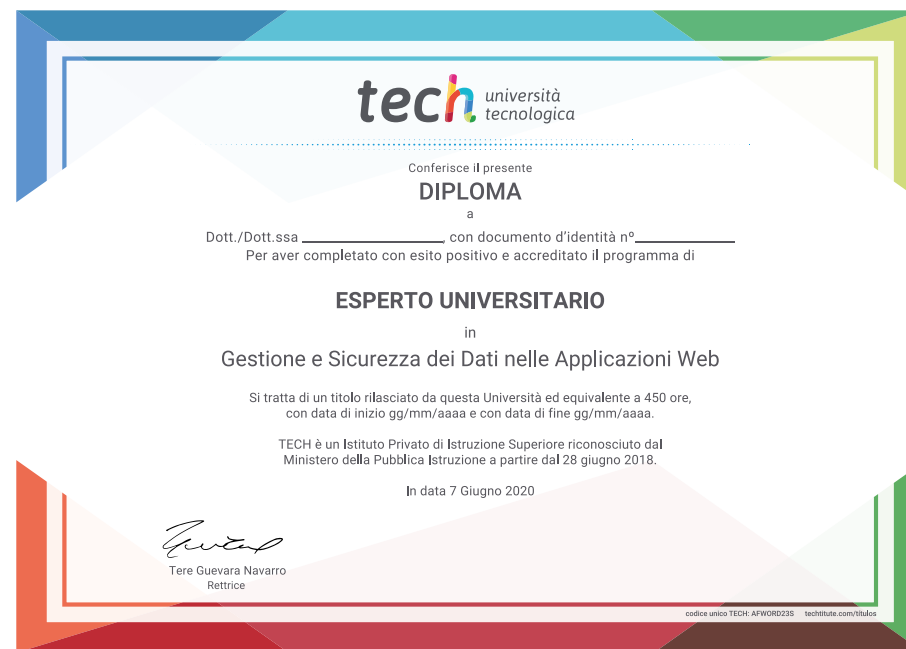 tech università
tecnologica
Conferisce il presente
DIPLOMA
a
Dott./Dott.ssa ____________________, con documento d'identità nº______________
Per aver completato con esito positivo e accreditato il programma di
ESPERTO UNIVERSITARIO
in
Gestione e Sicurezza dei Dati nelle Applicazioni Web
Si tratta di un titolo rilasciato da questa Università ed equivalente a 450 ore,
con data di inizio gg/mm/aaaa e con data di fine gg/mm/aaaa.
TECH è un Istituto Privato di Istruzione Superiore riconosciuto dal
Ministero della Pubblica Istruzione a partire dal 28 giugno 2018.
In data 7 Giugno 2020
Tere Guevara Navarro
Rettrice
codice unico TECH: AFWORD23S techtitute.com/titulos